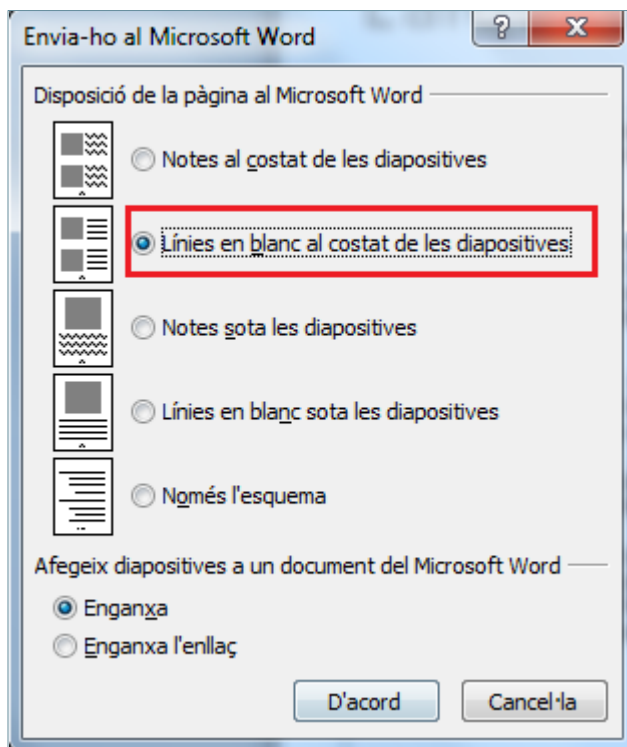 Envia-ho al Microsoft Word
?
Disposició de la pàgina al Microsoft Word
Notes al costat de les diapositives
Línies en blanc al costat de les diapositives
Notes sota les diapositives
Línies en blanc sota les diapositives
Només l'esquema
Afegeix diapositives a un document del Microsoft Word
Enganxa
Enganxa l'enllaç
D'acord Cancel·la